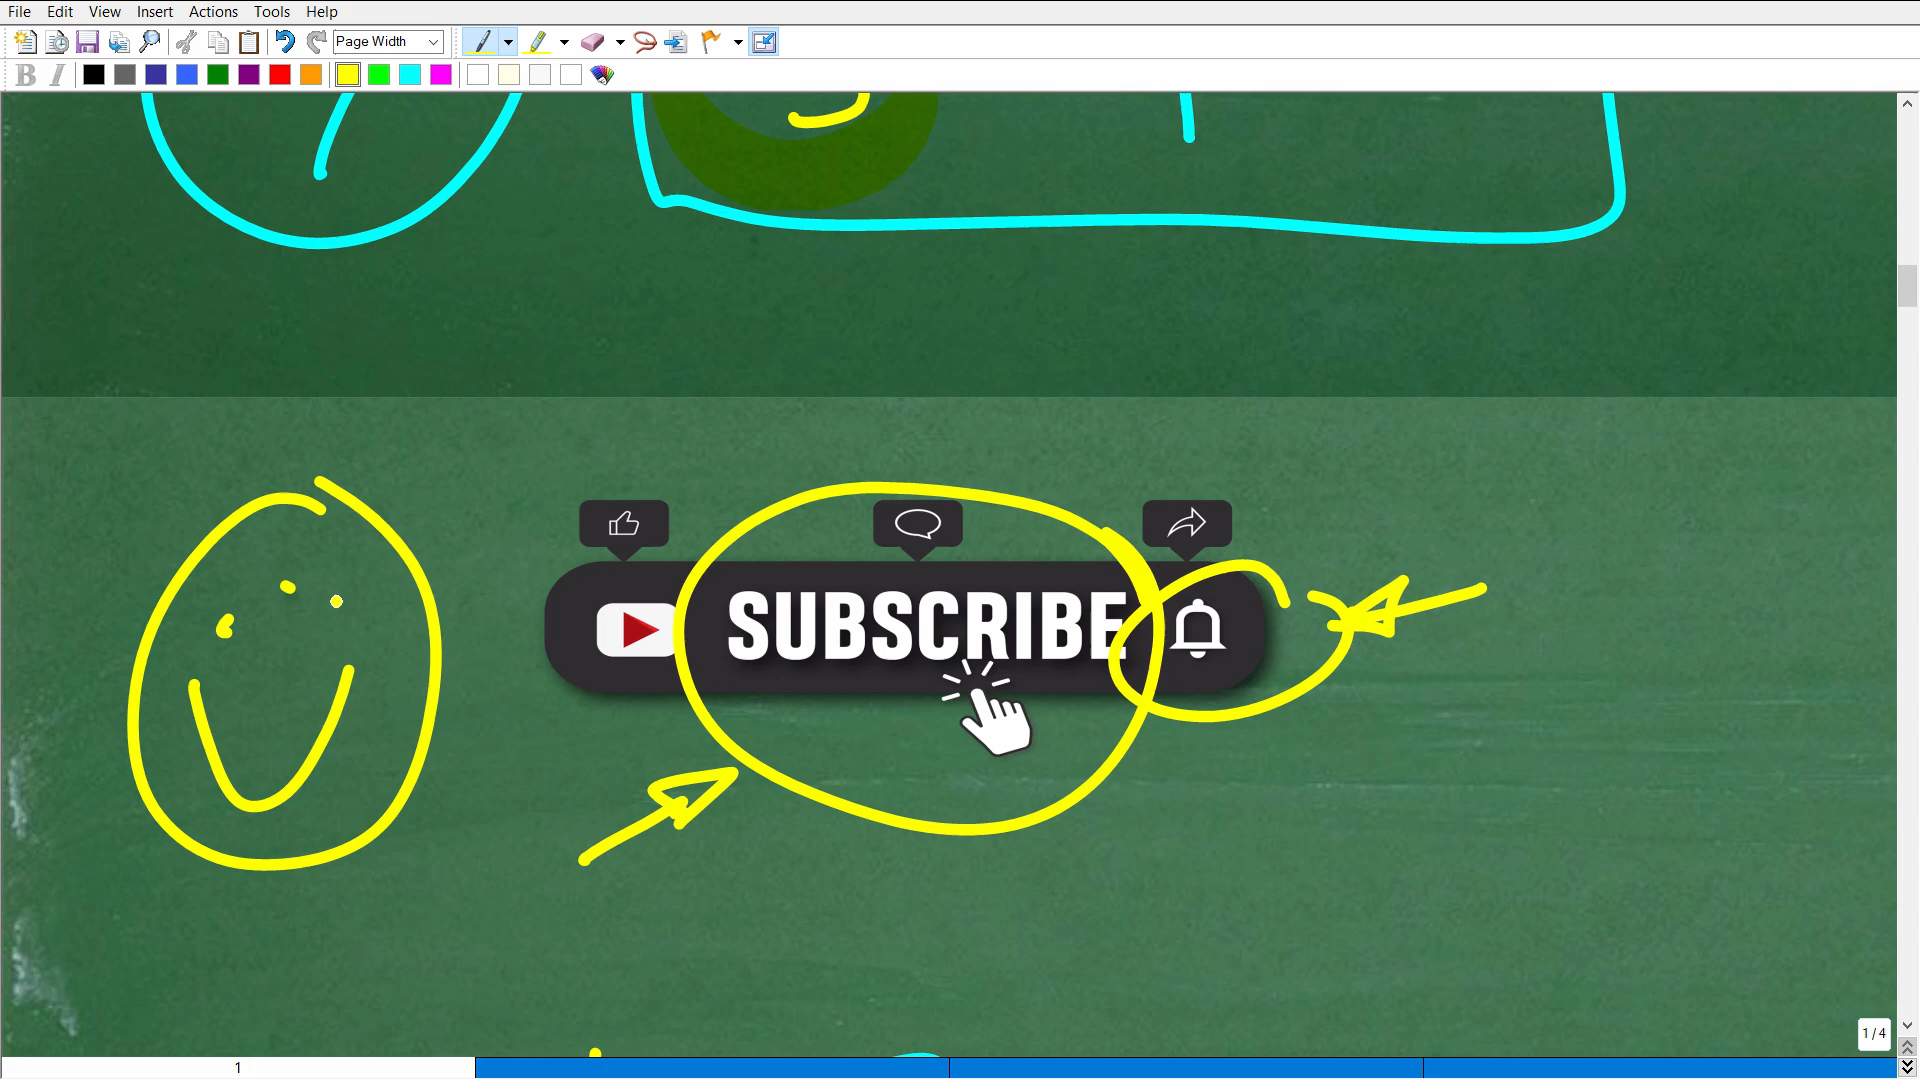 File Edit View Insert Actions Tools Help
Page Width
B I
SUBSCRIBE
1 / 4
1